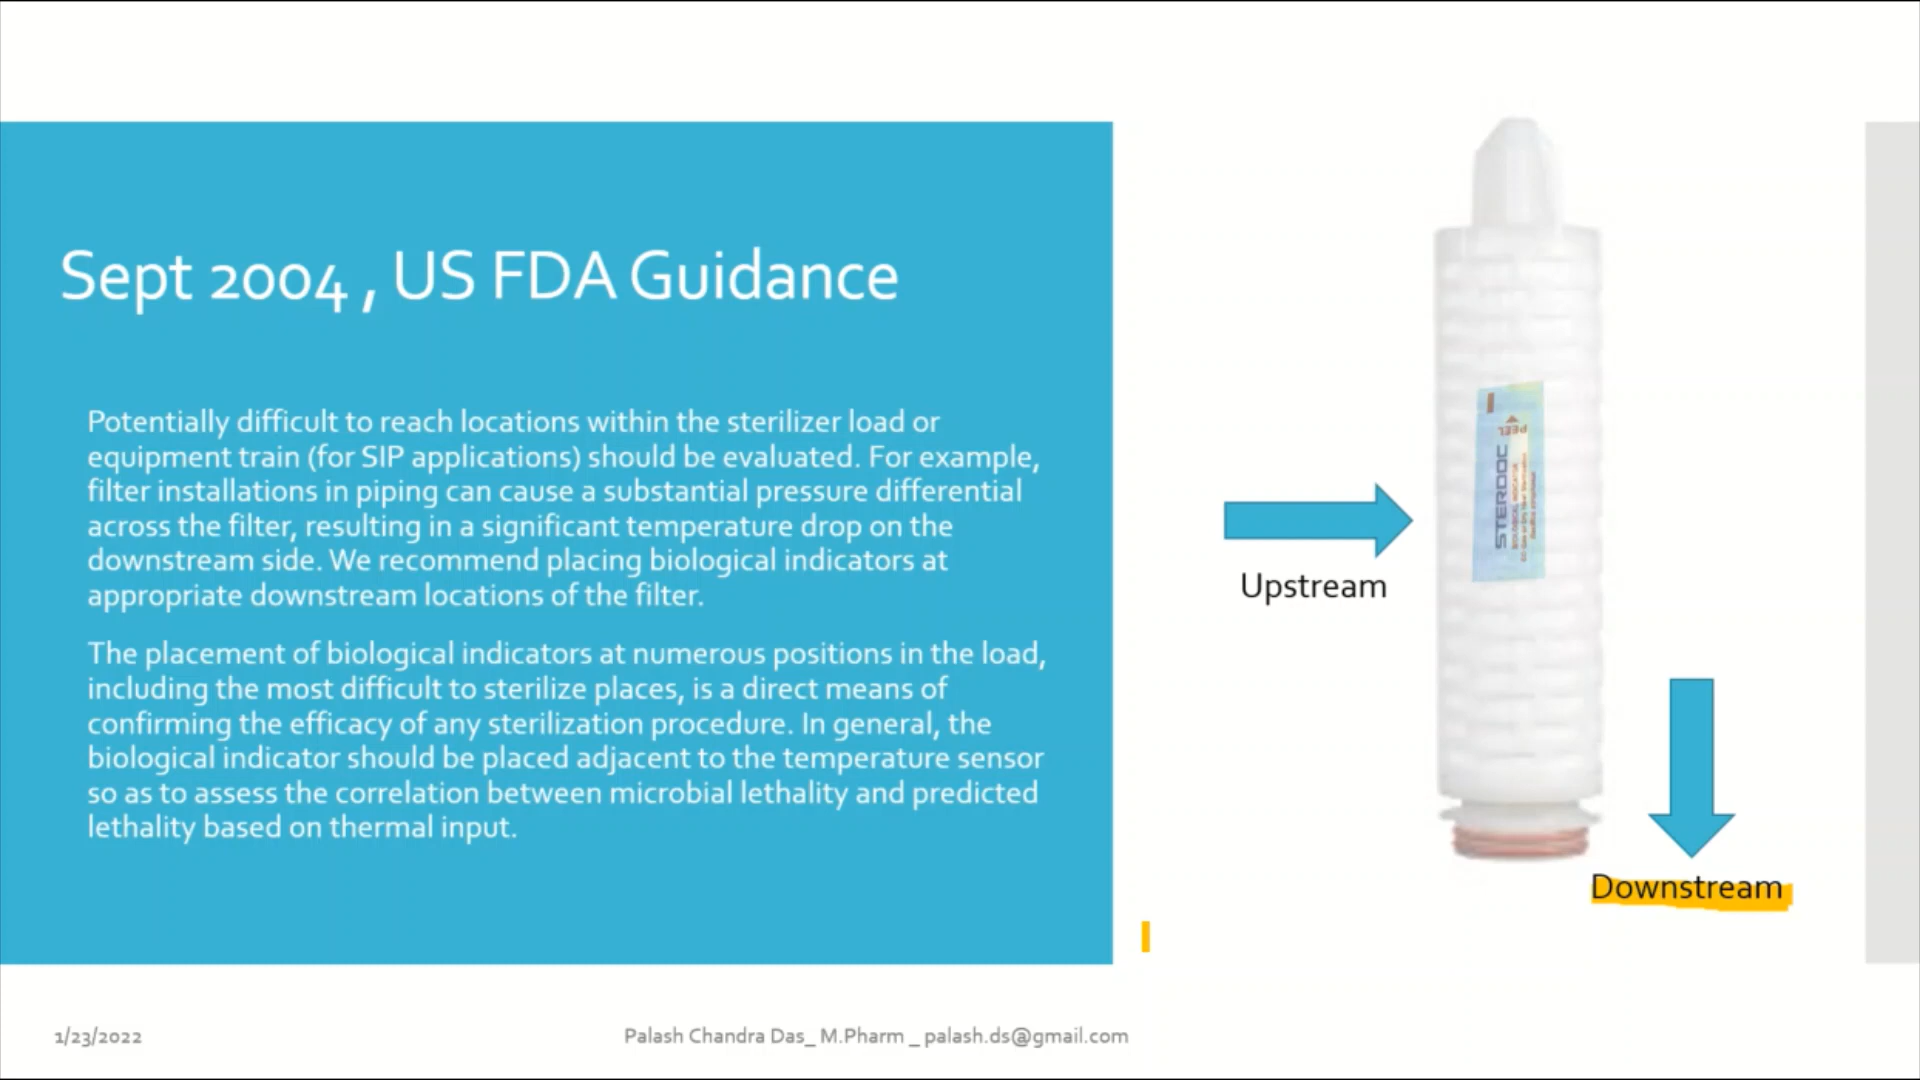 Sept 2004 , US FDA Guidance
Potentially difficult to reach locations within the sterilizer load or
equipment train (for SIP applications) should be evaluated. For example,
filter installations in piping can cause a substantial pressure differential
across the filter, resulting in a significant temperature drop on the
downstream side. We recommend placing biological indicators at
appropriate downstream locations of the filter.
The placement of biological indicators at numerous positions in the load,
including the most difficult to sterilize places, is a direct means of
confirming the efficacy of any sterilization procedure. In general, the
biological indicator should be placed adjacent to the temperature sensor
so as to assess the correlation between microbial lethality and predicted
lethality based on thermal input.
PEEL
STERDOC
BIOLOGICAL INDICATOR
Upstream
Downstream
1/23/2022
Palash Chandra Das_ M.Pharm _ palash.ds@gmail.com